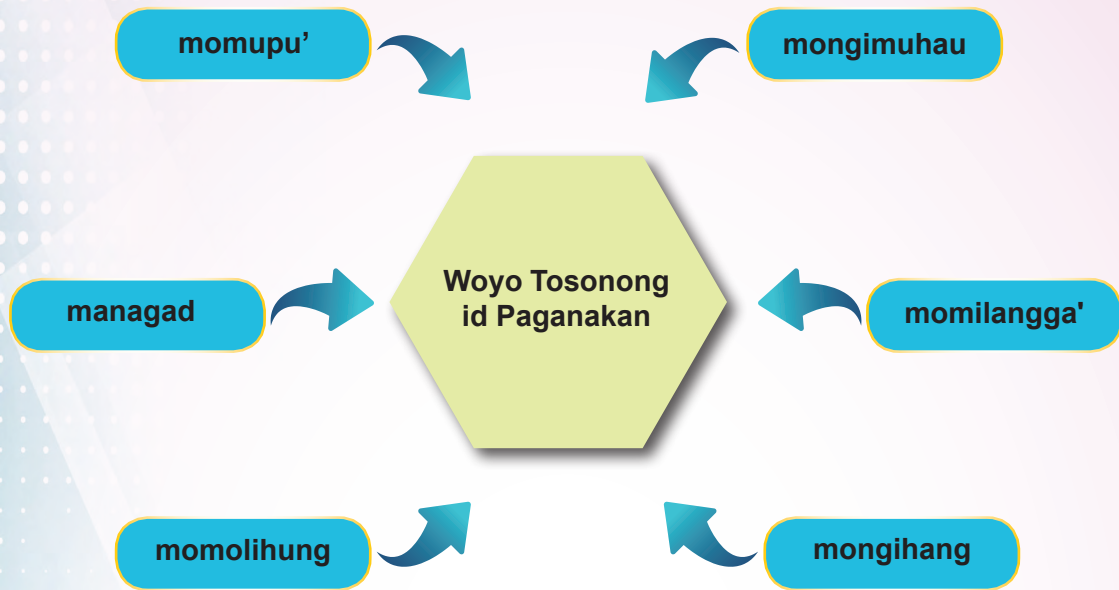 momupu’
mongimuhau
managad
Woyo Tosonong
id Paganakan
momilangga'
momolihung
mongihang